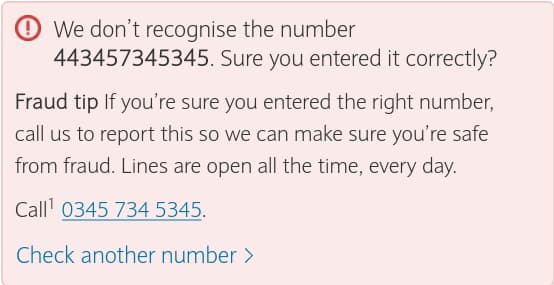 We don’t recognise the number
443457345345. Sure you entered it correctly?
Fraud tip If you’re sure you entered the right number,
call us to report this so we can make sure you’re safe
from fraud. Lines are open all the time, every day.
Call1 0345 734 5345.
Check another number >